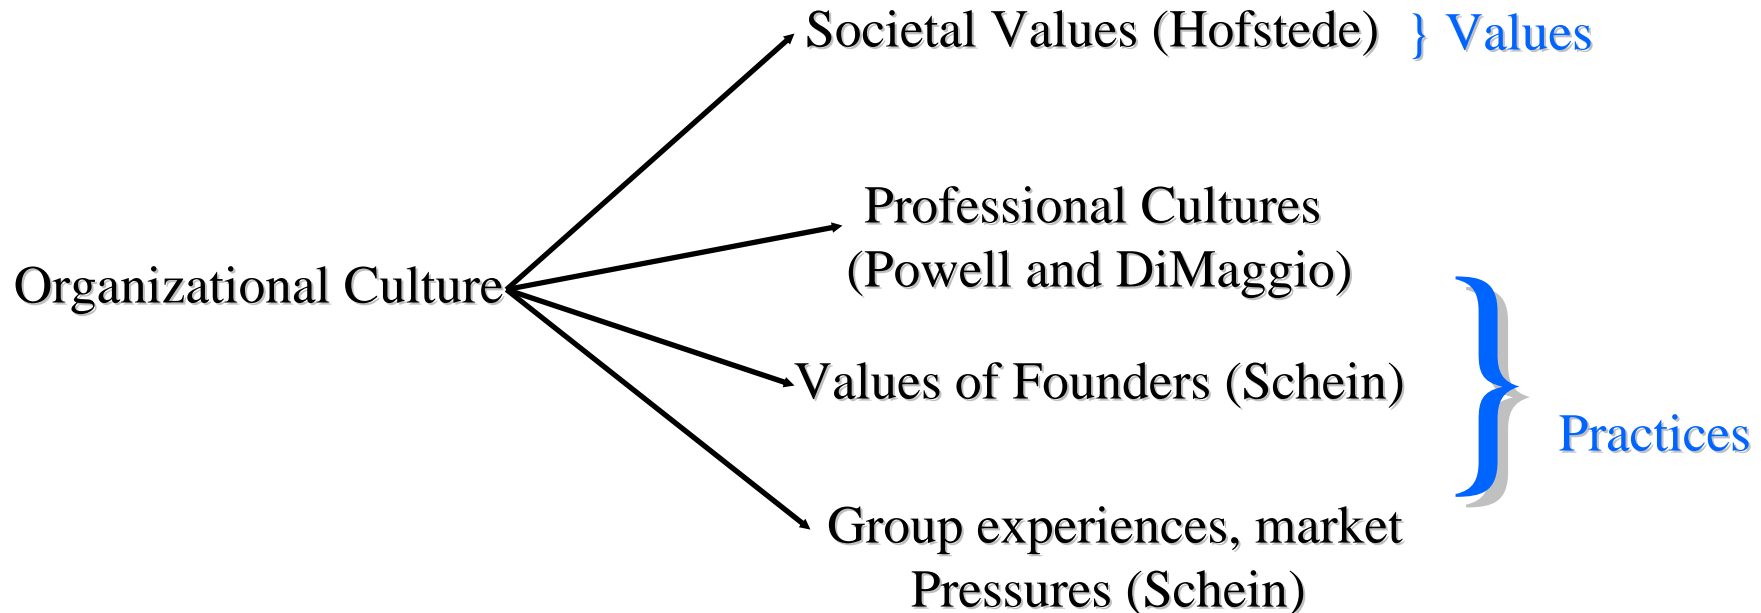 Societal Values (Hofstede) } Values
Professional Cultures
(Powell and DiMaggio)
Organizational Culture
Values of Founders (Schein)
Practices
Group experiences, market
Pressures (Schein)